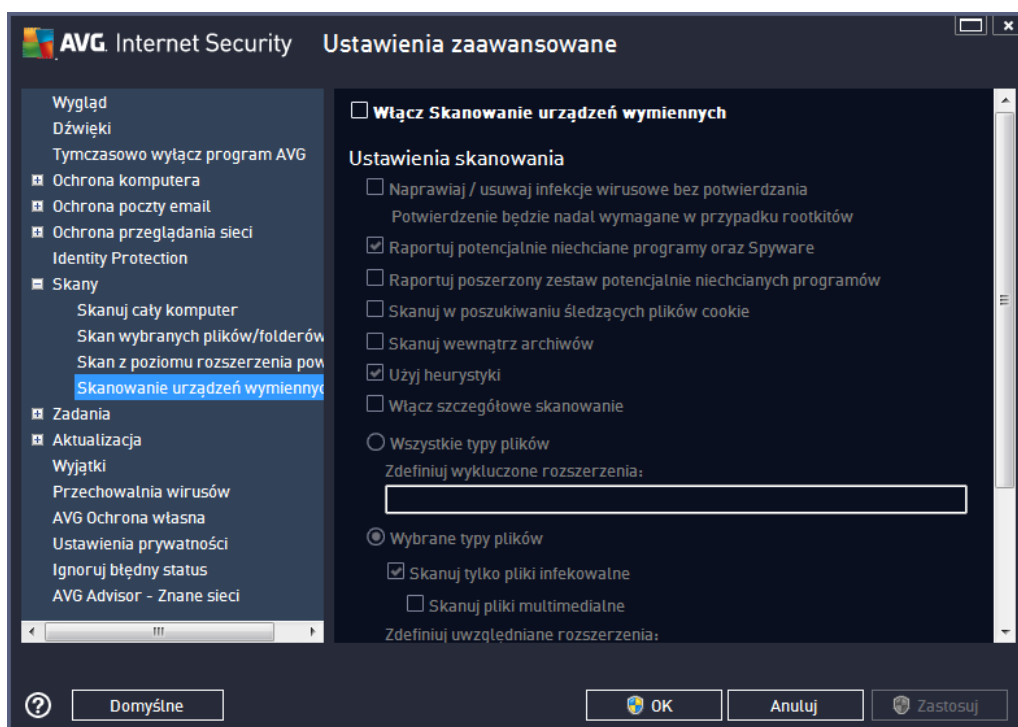 AVG. Internet Security Ustawienia zaawansowane
Wygląd
Dźwięki
Tymczasowo wyłącz program AVG
Ochrona komputera
Ochrona poczty email
Ochrona przeglądania sieci
Identity Protection
Skany
Skanuj cały komputer
Skan wybranych plików/folderów
Skan z poziomu rozszerzenia pow
Skanowanie urządzeń wymiennyc
Zadania
Aktualizacja
Wyjątki
Przechowalnia wirusów
AVG Ochrona własna
Ustawienia prywatności
Ignoruj błędny status
AVG Advisor - Znane sieci
Włącz Skanowanie urządzeń wymiennych
Ustawienia skanowania
Naprawiaj / usuwaj infekcje wirusowe bez potwierdzania
Potwierdzenie będzie nadal wymagane w przypadku rootkitów
Raportuj potencjalnie niechciane programy oraz Spyware
Raportuj poszerzony zestaw potencjalnie niechcianych programów
Skanuj w poszukiwaniu śledzących plików cookie
Skanuj wewnątrz archiwów
Użyj heurystyki
Włącz szczegółowe skanowanie
Wszystkie typy plików
Zdefiniuj wykluczone rozszerzenia:
Wybrane typy plików
Skanuj tylko pliki infekowalne
Skanuj pliki multimedialne
Zdefiniuj uwzględniane rozszerzenia:
Domyślne
OK
Anuluj
Zastosuj